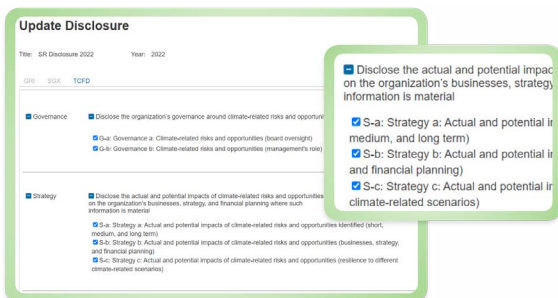 Update Disclosure
Title: SR Disclosure 2022 Year: 2022
GRI SGX TCFD
Governance
Disclose the organization's governance around climate-related risks and opportuni
G-a: Governance a: Climate-related risks and opportunities (board oversight)
G-b: Governance b: Climate-related risks and opportunities (management's role)
Strategy
Disclose the actual and potential impacts of climate-related risks and opportunities
on the organization's businesses, strategy, and financial planning where such
information is material
S-a: Strategy a: Actual and potential impacts of climate-related risks and opportunities identified (short,
medium, and long term)
S-b: Strategy b: Actual and potential impacts of climate-related risks and opportunities (businesses, strategy,
and financial planning)
S-c: Strategy c: Actual and potential impacts of climate-related risks and opportunities (resilience to different
climate-related scenarios)
Disclose the actual and potential impac
on the organization's businesses, strategy
information is material
S-a: Strategy a: Actual and potential in
medium, and long term)
S-b: Strategy b: Actual and potential in
and financial planning)
S-c: Strategy c: Actual and potential in
climate-related scenarios)